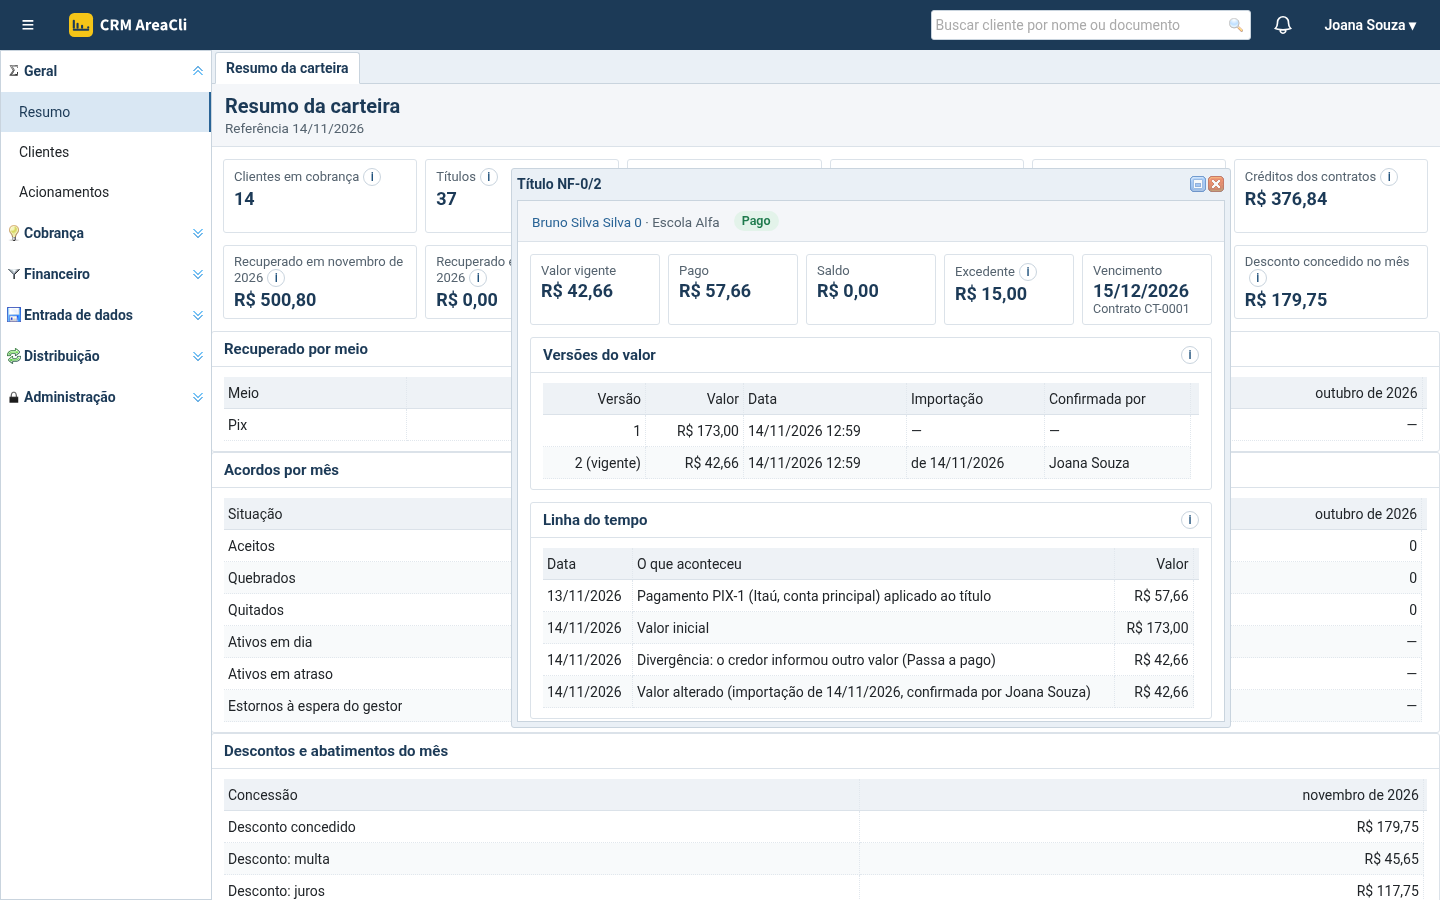 CRM AreaCli
Buscar cliente por nome ou documento
Joana Souza ▾
Σ Geral
Resumo
Clientes
Acionamentos
Cobrança
Financeiro
Entrada de dados
Distribuição
Administração
Resumo da carteira
Resumo da carteira
Referência 14/11/2026
Clientes em cobrança i
14
Títulos i
37
Créditos dos contratos i
R$ 376,84
Recuperado em novembro de
2026 i
R$ 500,80
Recuperado
2026 i
R$ 0,00
Desconto concedido no mês
i
R$ 179,75
Recuperado por meio
Meio
outubro de 2026
Pix
—
Acordos por mês
Situação
outubro de 2026
Aceitos
0
Quebrados
0
Quitados
0
Ativos em dia
—
Ativos em atraso
—
Estornos à espera do gestor
—
Descontos e abatimentos do mês
Concessão
novembro de 2026
Desconto concedido
R$ 179,75
Desconto: multa
R$ 45,65
Desconto: juros
R$ 117,75
Título NF-0/2
Bruno Silva Silva 0 · Escola Alfa
Pago
Valor vigente
R$ 42,66
Pago
R$ 57,66
Saldo
R$ 0,00
Excedente i
R$ 15,00
Vencimento
15/12/2026
Contrato CT-0001
Versões do valor
i
Versão Valor Data Importação Confirmada por
1 R$ 173,00 14/11/2026 12:59 — —
2 (vigente) R$ 42,66 14/11/2026 12:59 de 14/11/2026 Joana Souza
Linha do tempo
i
Data O que aconteceu Valor
13/11/2026 Pagamento PIX-1 (Itaú, conta principal) aplicado ao título R$ 57,66
14/11/2026 Valor inicial R$ 173,00
14/11/2026 Divergência: o credor informou outro valor (Passa a pago) R$ 42,66
14/11/2026 Valor alterado (importação de 14/11/2026, confirmada por Joana Souza) R$ 42,66